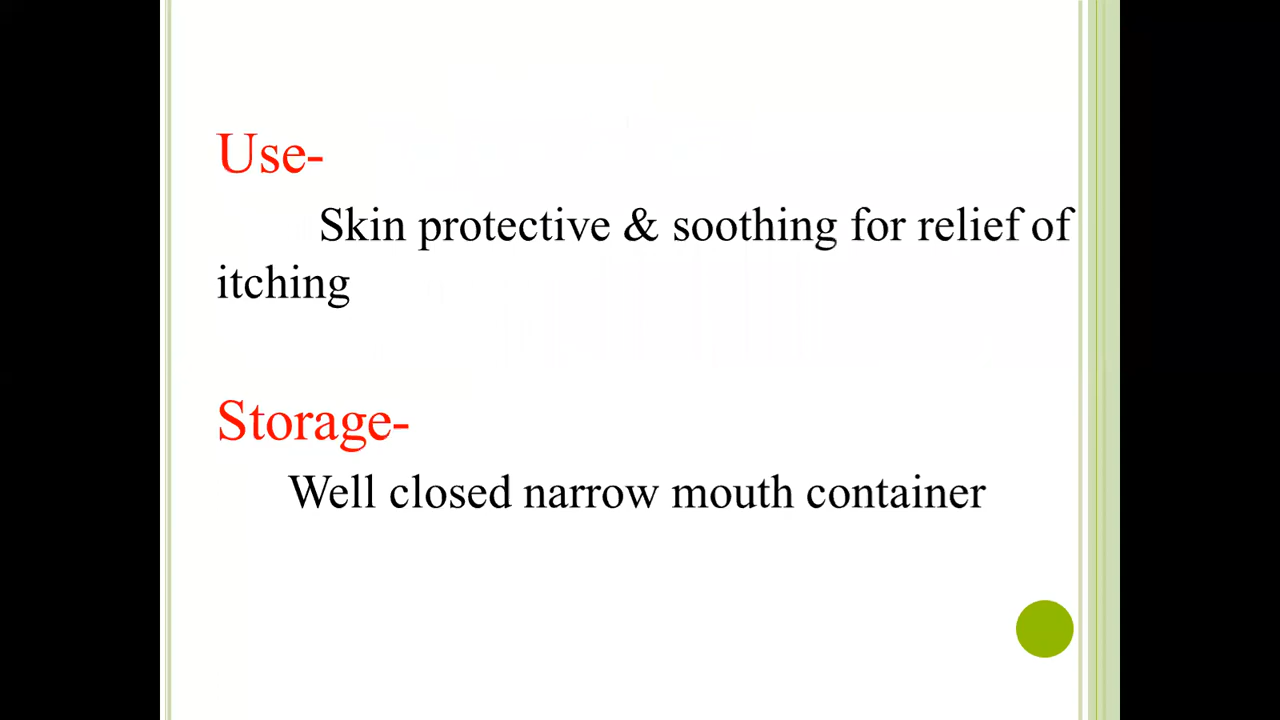 Use-
Skin protective & soothing for relief of
itching
Storage-
Well closed narrow mouth container